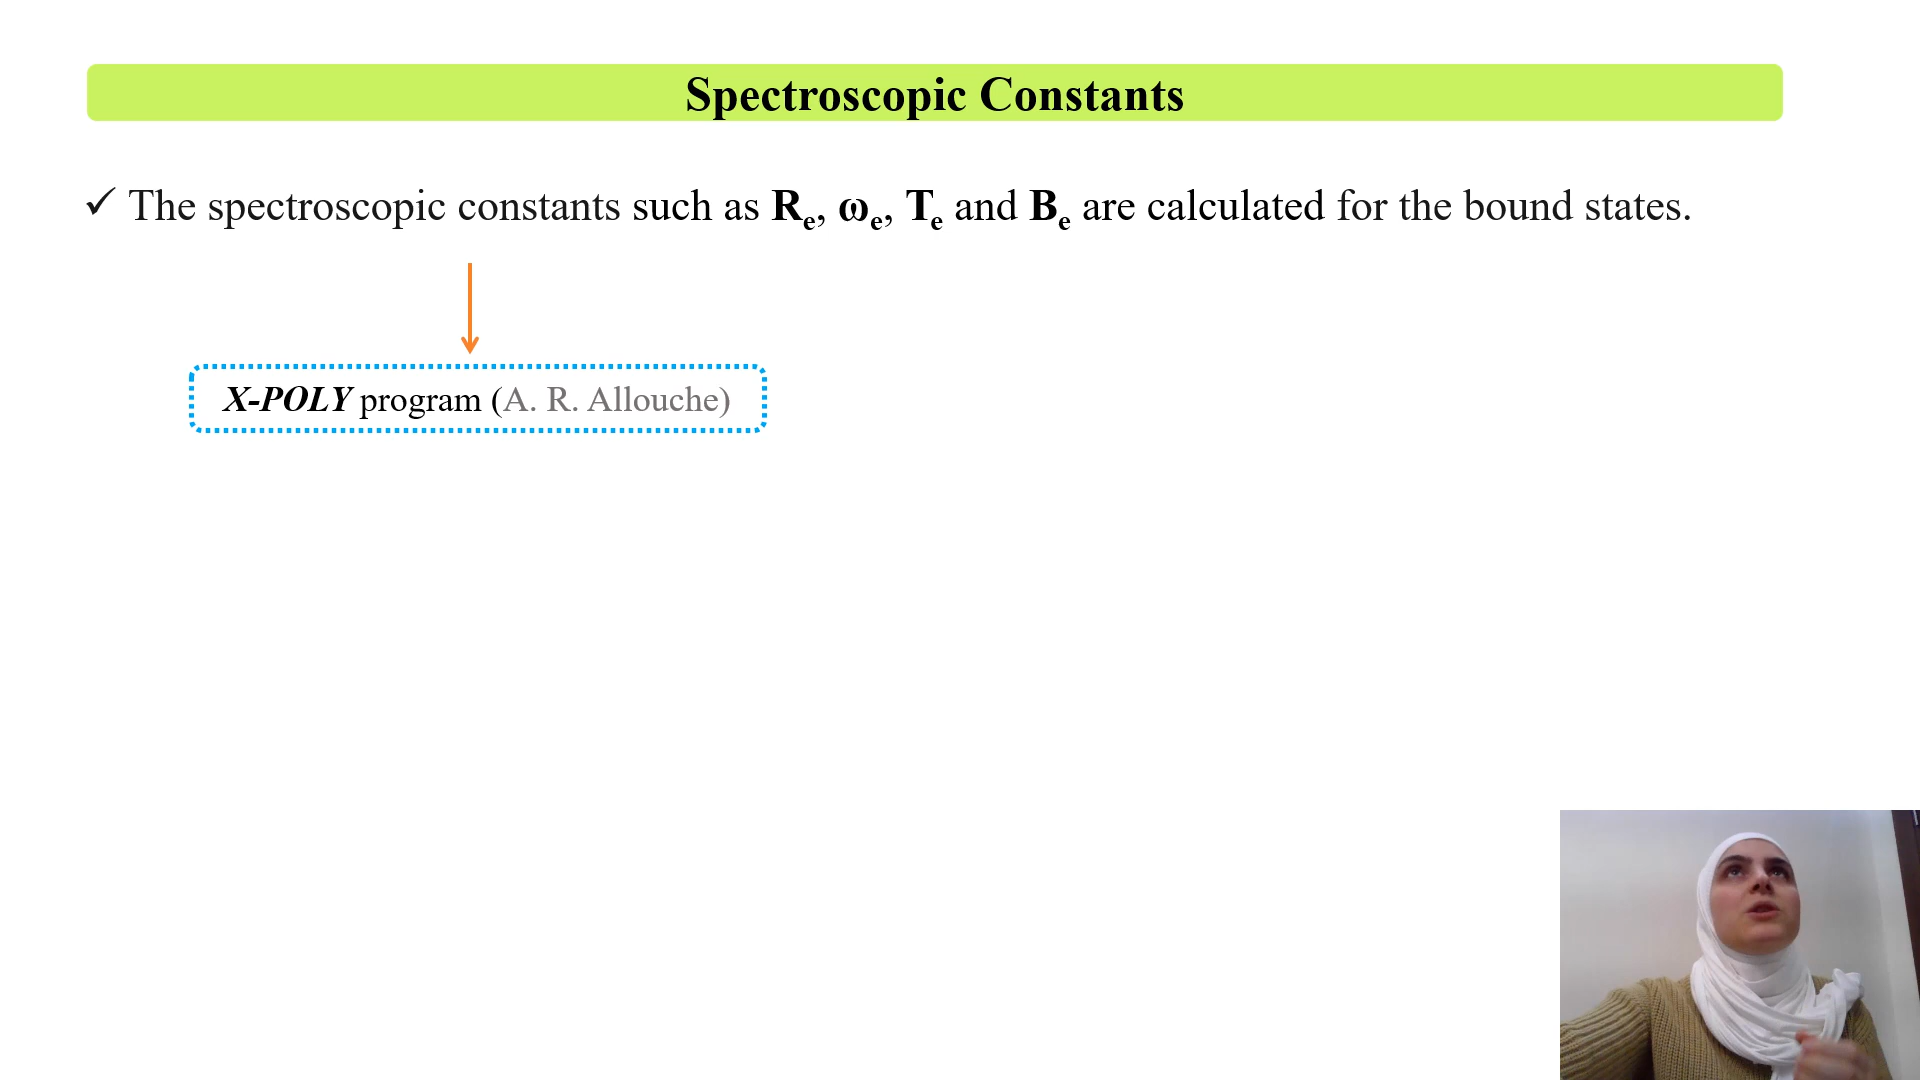 Spectroscopic Constants
✓ The spectroscopic constants such as Rₑ, ωₑ, Tₑ and Bₑ are calculated for the bound states.
X-POLY program (A. R. Allouche)